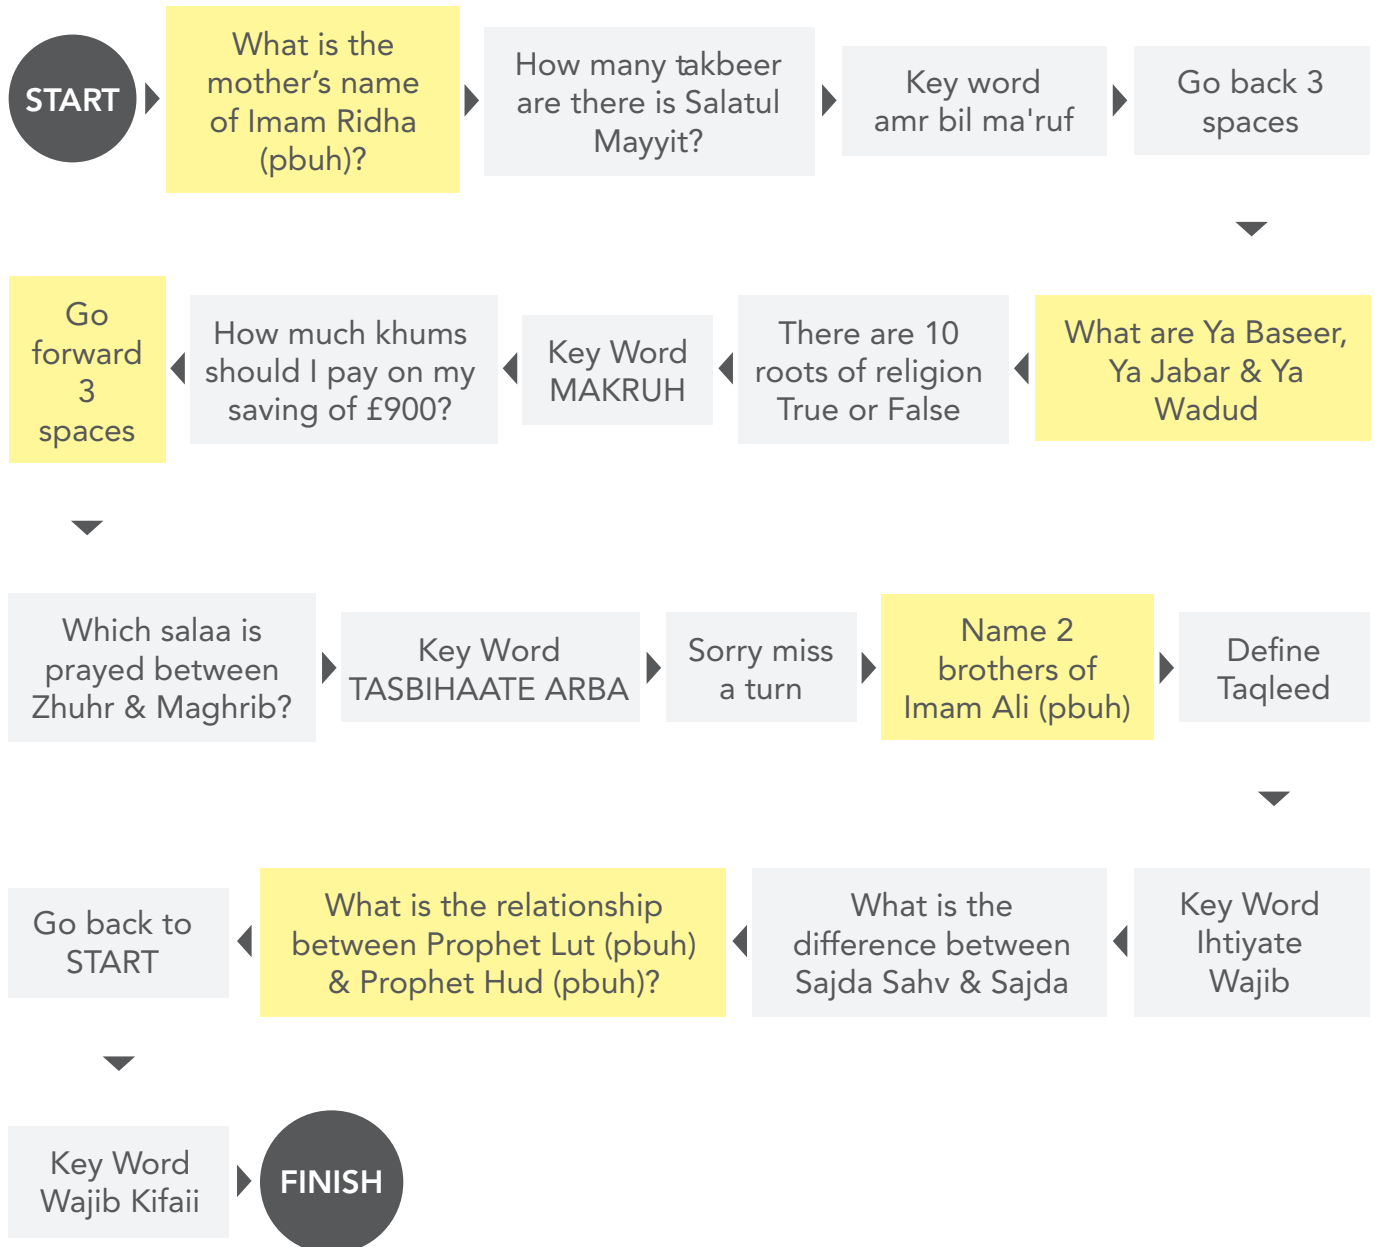 START
What is the
mother's name
of Imam Ridha
(pbuh)?
How many takbeer
are there is Salatul
Mayyit?
Key word
amr bil ma'ruf
Go back 3
spaces
What are Ya Baseer,
Ya Jabar & Ya
Wadud
There are 10
roots of religion
True or False
Key Word
MAKRUH
How much khums
should I pay on my
saving of £900?
Go
forward
3
spaces
Which salaa is
prayed between
Zhuhr & Maghrib?
Key Word
TASBIHAATE ARBA
Sorry miss
a turn
Name 2
brothers of
Imam Ali (pbuh)
Define
Taqleed
Key Word
Ihtiyate
Wajib
What is the
difference between
Sajda Sahv & Sajda
What is the relationship
between Prophet Lut (pbuh)
& Prophet Hud (pbuh)?
Go back to
START
Key Word
Wajib Kifaii
FINISH